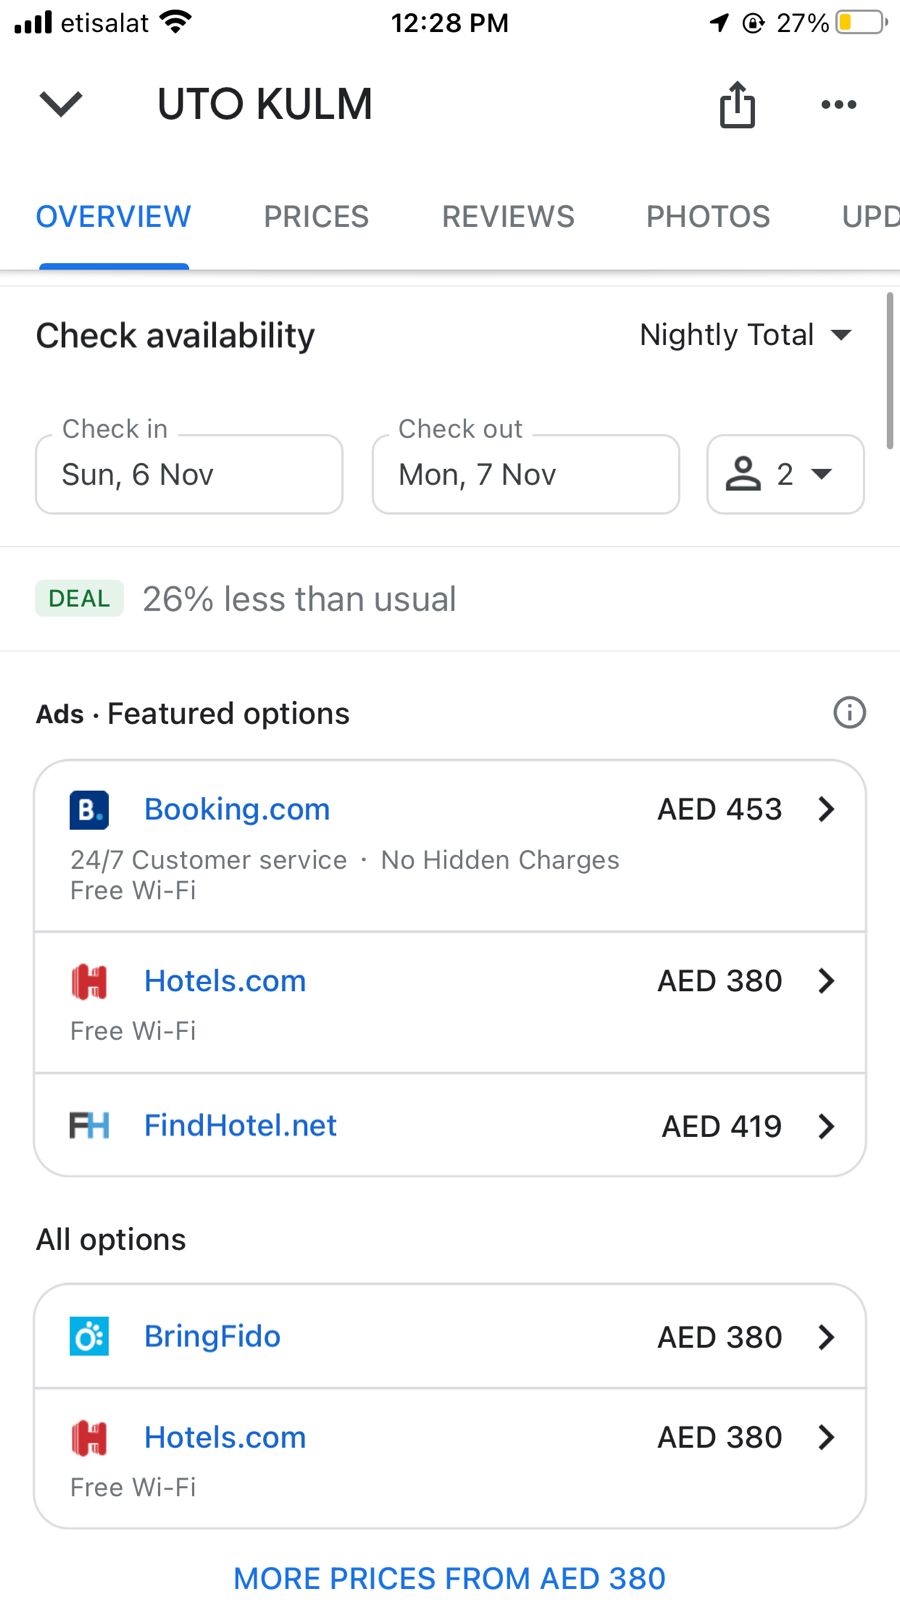 etisalat 12:28 PM 27%
UTO KULM
OVERVIEW PRICES REVIEWS PHOTOS UPD
Check availability Nightly Total
Check in Check out
Sun, 6 Nov Mon, 7 Nov 2
DEAL 26% less than usual
Ads · Featured options
B. Booking.com AED 453
24/7 Customer service · No Hidden Charges
Free Wi-Fi
H Hotels.com AED 380
Free Wi-Fi
FH FindHotel.net AED 419
All options
BringFido AED 380
H Hotels.com AED 380
Free Wi-Fi
MORE PRICES FROM AED 380